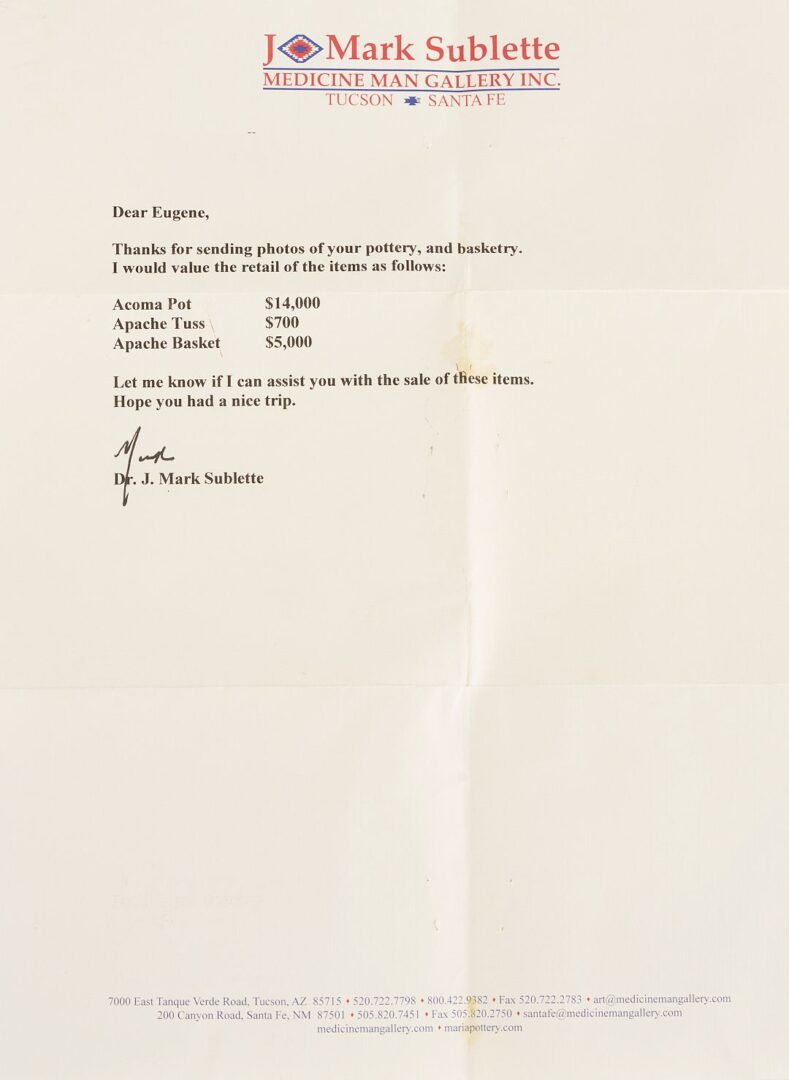 J Mark Sublette
MEDICINE MAN GALLERY INC.
TUCSON SANTA FE
Dear Eugene,
Thanks for sending photos of your pottery, and basketry.
I would value the retail of the items as follows:
Acoma Pot $14,000
Apache Tuss $700
Apache Basket $5,000
Let me know if I can assist you with the sale of these items.
Hope you had a nice trip.
Mark
Dr. J. Mark Sublette
7000 East Tanque Verde Road, Tucson, AZ 85715 • 520.722.7798 • 800.422.9382 • Fax 520.722.2783 • art@medicinemangallery.com
200 Canyon Road, Santa Fe, NM 87501 • 505.820.7451 • Fax 505.820.2750 • santafe@medicinemangallery.com
medicinemangallery.com • mariapottery.com